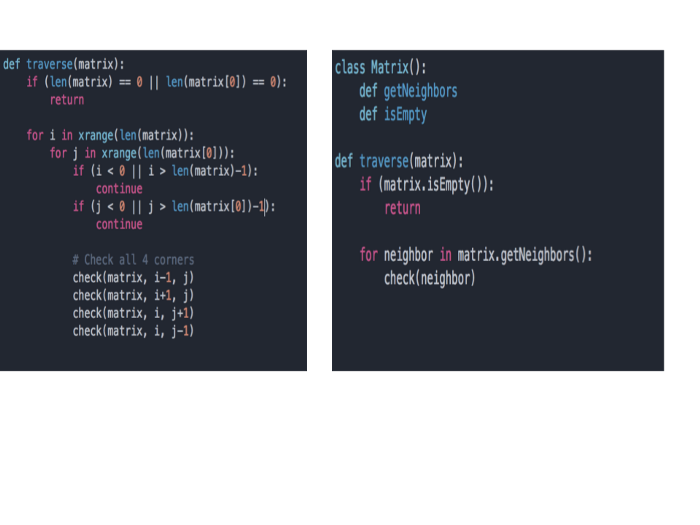 def traverse(matrix):
    if (len(matrix) == 0 || len(matrix[0]) == 0):
        return

    for i in xrange(len(matrix)):
        for j in xrange(len(matrix[0])):
            if (i < 0 || i > len(matrix)-1):
                continue
            if (j < 0 || j > len(matrix[0])-1):
                continue

            # Check all 4 corners
            check(matrix, i-1, j)
            check(matrix, i+1, j)
            check(matrix, i, j+1)
            check(matrix, i, j-1)

class Matrix():
    def getNeighbors
    def isEmpty

def traverse(matrix):
    if (matrix.isEmpty()):
        return

    for neighbor in matrix.getNeighbors():
        check(neighbor)